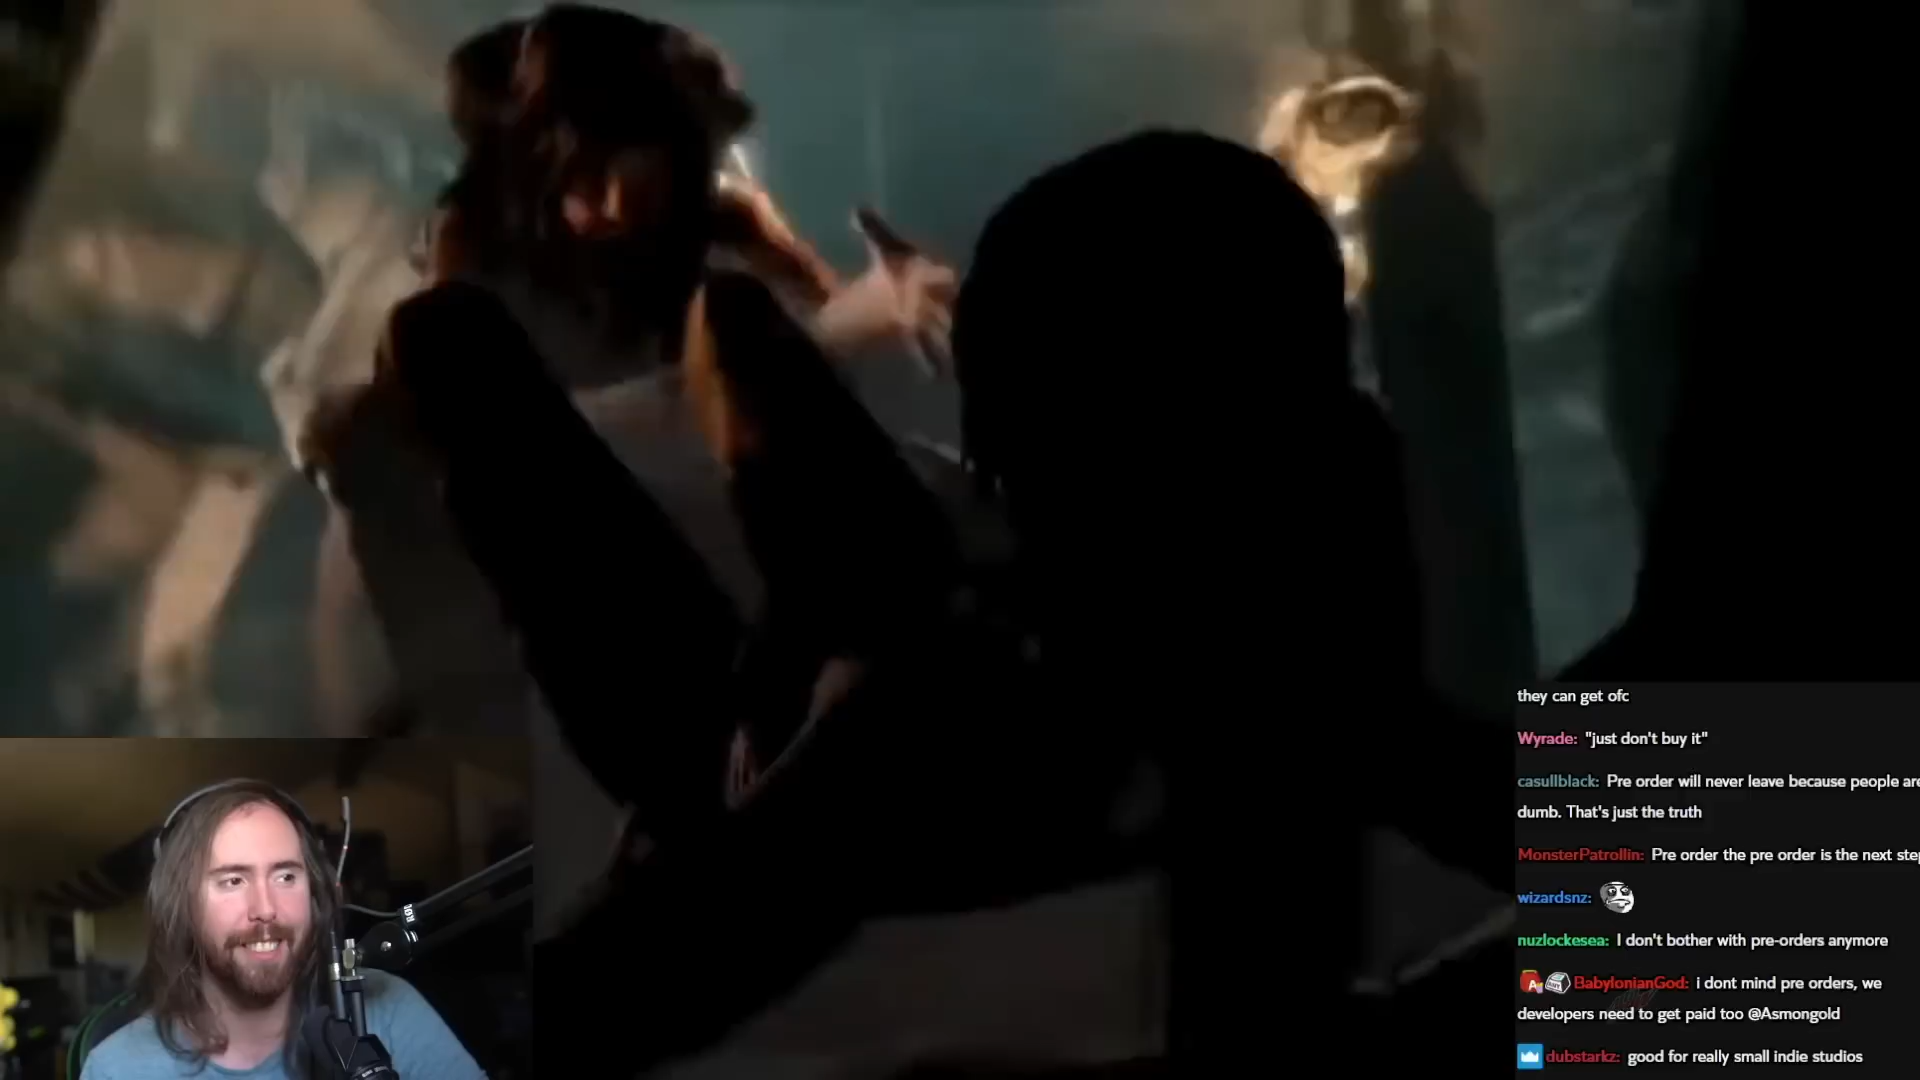 they can get ofc
Wyrade: "just don't buy it"
casullblack: Pre order will never leave because people are
dumb. That's just the truth
MonsterPatrollin: Pre order the pre order is the next step
wizardsnz:
nuzlockesea: I don't bother with pre-orders anymore
BabylonianGod: i dont mind pre orders, we
developers need to get paid too @Asmongold
dubstarkz: good for really small indie studios
RØDE